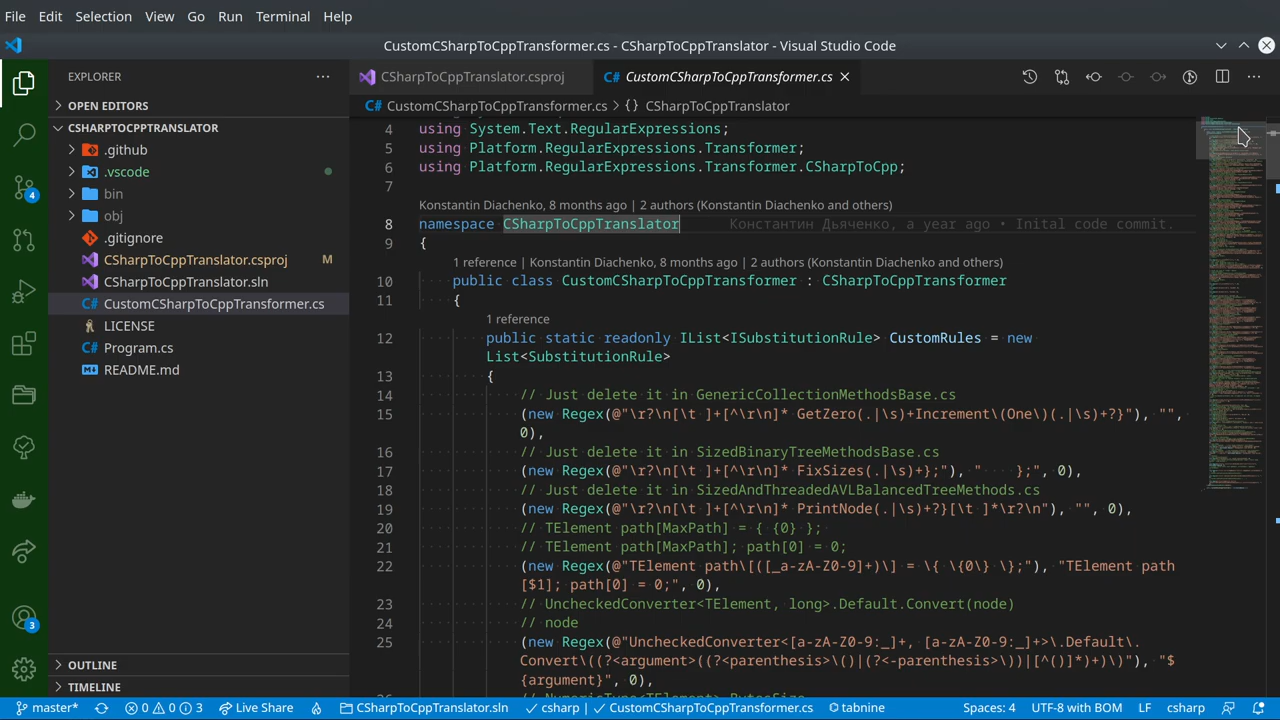 File Edit Selection View Go Run Terminal Help
CustomCSharpToCppTransformer.cs - CSharpToCppTranslator - Visual Studio Code
EXPLORER
OPEN EDITORS
CSHARPTOCPPTRANSLATOR
.github
.vscode
bin
obj
.gitignore
CSharpToCppTranslator.csproj M
CSharpToCppTranslator.sln
CustomCSharpToCppTransformer.cs
LICENSE
Program.cs
README.md
OUTLINE
TIMELINE
4
3
CSharpToCppTranslator.csproj CustomCSharpToCppTransformer.cs
CustomCSharpToCppTransformer.cs > {} CSharpToCppTranslator
4 using System.Text.RegularExpressions;
5 using Platform.RegularExpressions.Transformer;
6 using Platform.RegularExpressions.Transformer.CSharpToCpp;
7
Konstantin Diachenko, 8 months ago | 2 authors (Konstantin Diachenko and others)
8 namespace CSharpToCppTranslator Константин Дьяченко, a year ago • Inital code commit.
9 {
1 reference | Konstantin Diachenko, 8 months ago | 2 authors (Konstantin Diachenko and others)
10 public class CustomCSharpToCppTransformer : CSharpToCppTransformer
11 {
1 reference
12 public static readonly IList<ISubstitutionRule> CustomRules = new
List<SubstitutionRule>
13 {
14 // Just delete it in GenericCollectionMethodsBase.cs
15 (new Regex(@"\r?\n[\t ]+[^\r\n]* GetZero(.|\s)+Increment\(One\)(.|\s)+?}"), "",
0),
16 // Just delete it in SizedBinaryTreeMethodsBase.cs
17 (new Regex(@"\r?\n[\t ]+[^\r\n]* FixSizes(.|\s)+};"), "    };", 0),
18 // Just delete it in SizedAndThreadedAVLBalancedTreeMethods.cs
19 (new Regex(@"\r?\n[\t ]+[^\r\n]* PrintNode(.|\s)+?}[\t ]*\r?\n"), "", 0),
20 // TElement path[MaxPath] = { {0} };
21 // TElement path[MaxPath]; path[0] = 0;
22 (new Regex(@"TElement path\[([_a-zA-Z0-9]+)\] = \{ \{0\} \};"), "TElement path
[$1]; path[0] = 0;", 0),
23 // UncheckedConverter<TElement, long>.Default.Convert(node)
24 // node
25 (new Regex(@"UncheckedConverter<[a-zA-Z0-9:_]+, [a-zA-Z0-9:_]+>\.Default\.
Convert\((?<argument>((?<parenthesis>\()|(?<-parenthesis>\))|[^()]*)+)\)"), "$
{argument}", 0),
26 // NumericType<TElement>.BytesSize
master* 0 0 3 Live Share CSharpToCppTranslator.sln csharp | CustomCSharpToCppTransformer.cs tabnine Spaces: 4 UTF-8 with BOM LF csharp